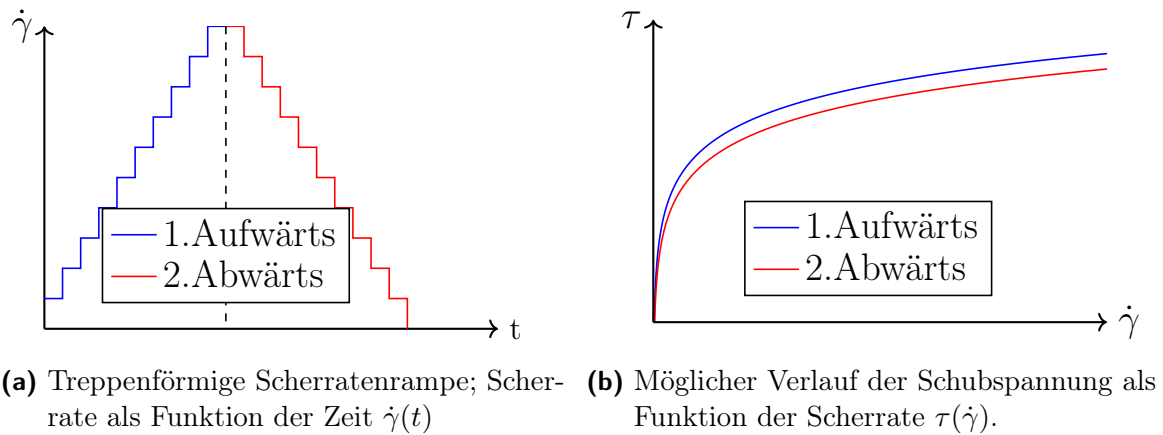 γ̇
1.Aufwärts
2.Abwärts
t
τ
1.Aufwärts
2.Abwärts
γ̇
(a) Treppenförmige Scherratenrampe; Scher-
rate als Funktion der Zeit γ̇(t)
(b) Möglicher Verlauf der Schubspannung als
Funktion der Scherrate τ(γ̇).